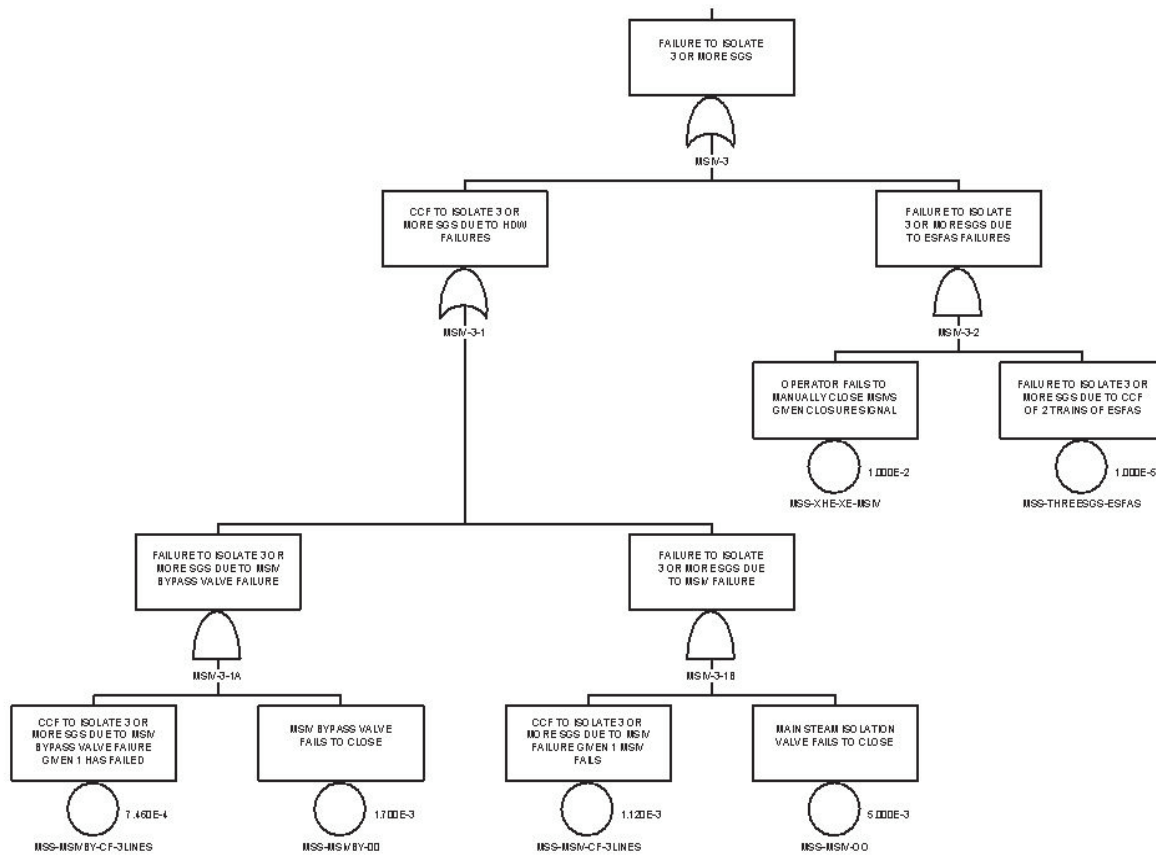 FAILURE TO ISOLATE
3 OR MORE SGS
MSIV-3
CCF TO ISOLATE 3 OR
MORE SGS DUE TO HDW
FAILURES
MSIV-3-1
FAILURE TO ISOLATE
3 OR MORE SGS DUE
TO ESFAS FAILURES
MSIV-3-2
OPERATOR FAILS TO
MANUALLY CLOSE MSIVS
GIVEN CLOSURE SIGNAL
1.000E-2
MSS-XHE-XE-MSIV
FAILURE TO ISOLATE 3 OR
MORE SGS DUE TO CCF
OF 2 TRAINS OF ESFAS
1.000E-5
MSS-THREESGS-ESFAS
FAILURE TO ISOLATE 3 OR
MORE SGS DUE TO MSIV
BYPASS VALVE FAILURE
MSIV-3-1A
FAILURE TO ISOLATE
3 OR MORE SGS DUE
TO MSIV FAILURE
MSIV-3-1B
CCF TO ISOLATE 3 OR
MORE SGS DUE TO MSIV
BYPASS VALVE FAILURE
GIVEN 1 HAS FAILED
7.460E-4
MSS-MSIVBY-CF-3LINES
MSIV BYPASS VALVE
FAILS TO CLOSE
1.700E-3
MSS-MSIVBY-OO
CCF TO ISOLATE 3 OR
MORE SGS DUE TO MSIV
FAILURE GIVEN 1 MSIV
FAILS
1.120E-3
MSS-MSIV-CF-3LINES
MAIN STEAM ISOLATION
VALVE FAILS TO CLOSE
5.000E-3
MSS-MSIV-OO